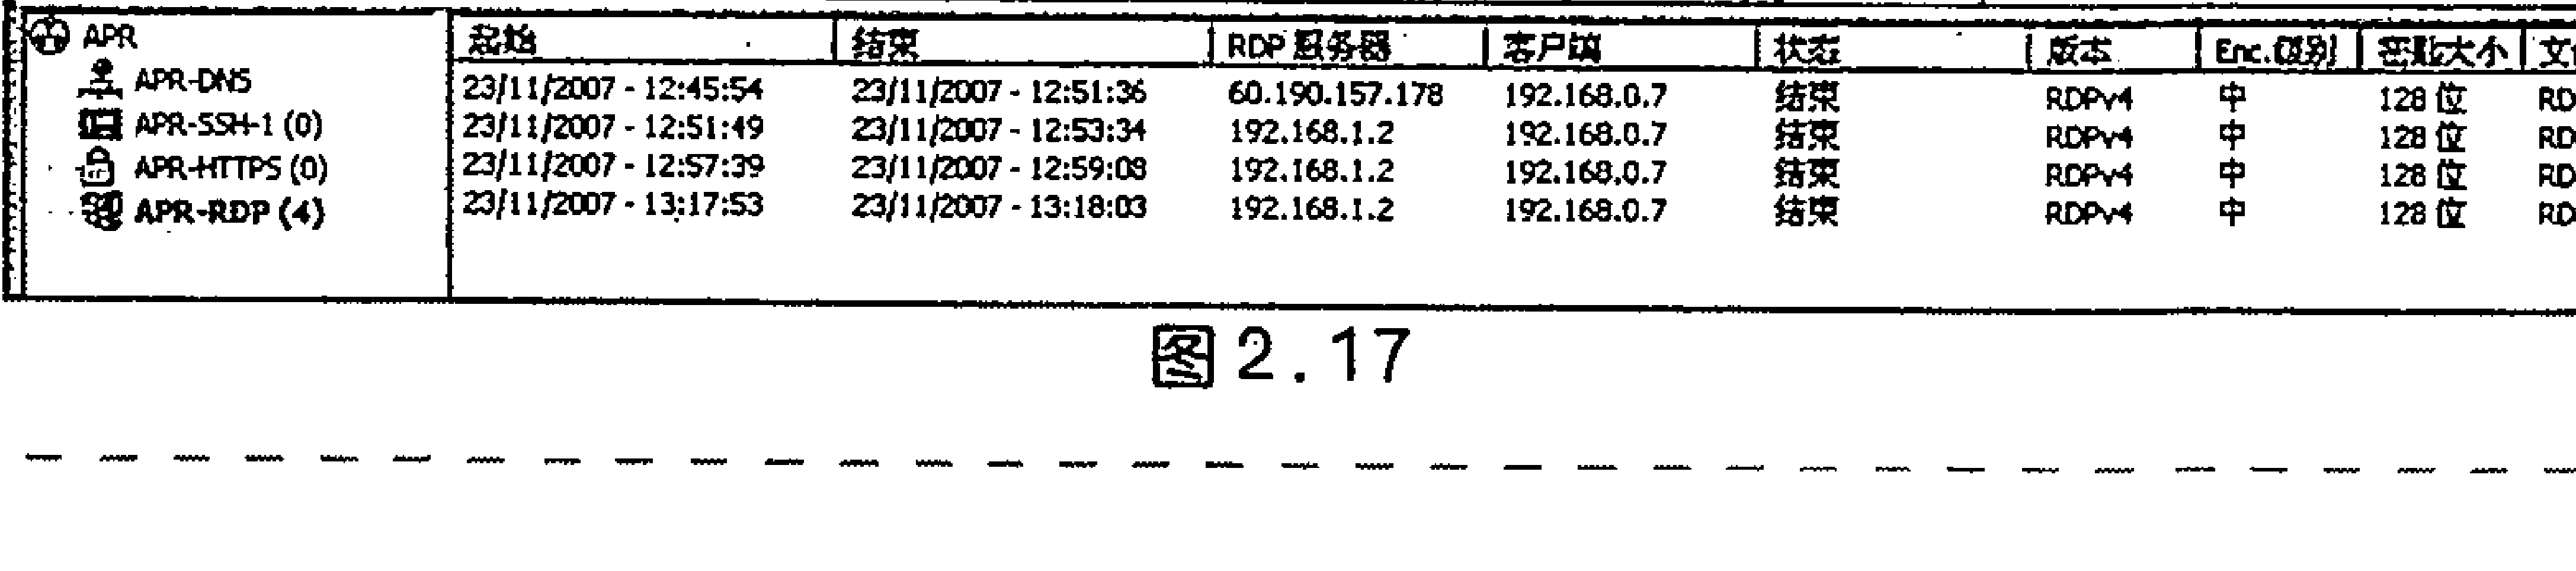 APR
APR-DNS
APR-SSH-1 (0)
APR-HTTPS (0)
APR-RDP (4)
起始 结束 RDP 服务器 客户端 状态 版本 Enc.级别 密匙大小 文
23/11/2007 - 12:45:54 23/11/2007 - 12:51:36 60.190.157.178 192.168.0.7 结束 RDPv4 中 128 位 RD
23/11/2007 - 12:51:49 23/11/2007 - 12:53:34 192.168.1.2 192.168.0.7 结束 RDPv4 中 128 位 RD
23/11/2007 - 12:57:39 23/11/2007 - 12:59:08 192.168.1.2 192.168.0.7 结束 RDPv4 中 128 位 RD
23/11/2007 - 13:17:53 23/11/2007 - 13:18:03 192.168.1.2 192.168.0.7 结束 RDPv4 中 128 位 RD
图2.17